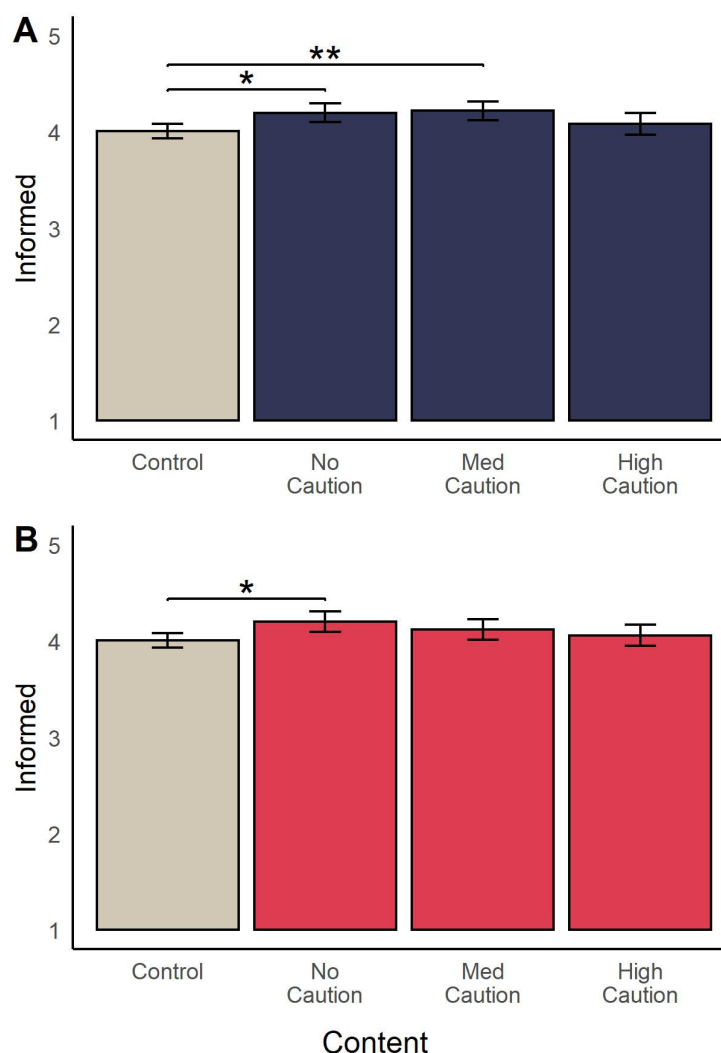 A
5
4
3
2
1
Informed
*
**
Control
No
Caution
Med
Caution
High
Caution
B
5
4
3
2
1
Informed
*
Control
No
Caution
Med
Caution
High
Caution
Content